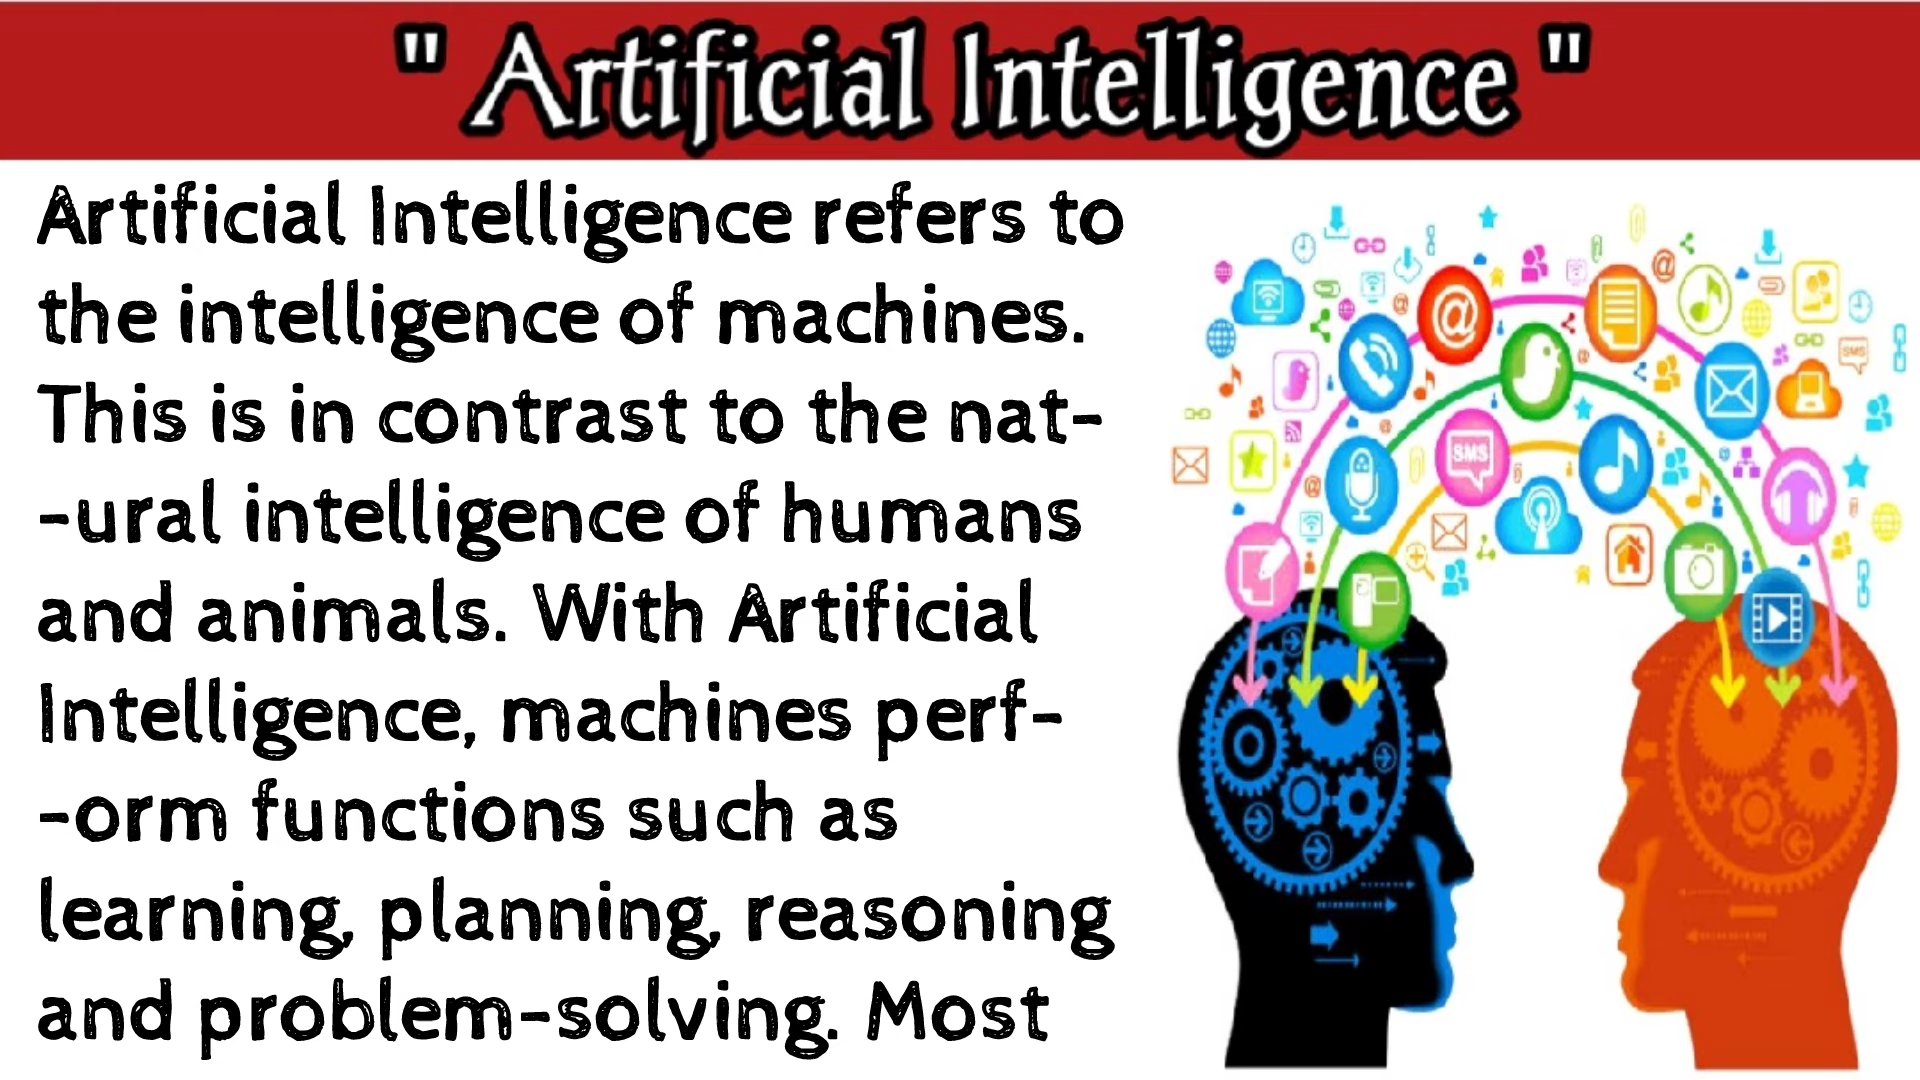 " Artificial Intelligence "
Artificial Intelligence refers to
the intelligence of machines.
This is in contrast to the nat-
-ural intelligence of humans
and animals. With Artificial
Intelligence, machines perf-
-orm functions such as
learning, planning, reasoning
and problem-solving. Most
@
SMS
SMS